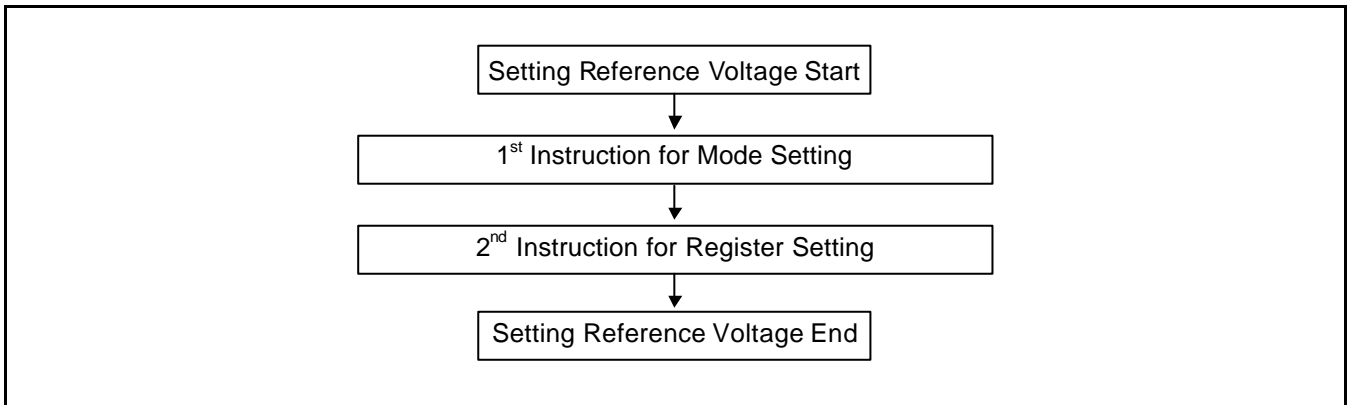 Setting Reference Voltage Start
1st Instruction for Mode Setting
2nd Instruction for Register Setting
Setting Reference Voltage End